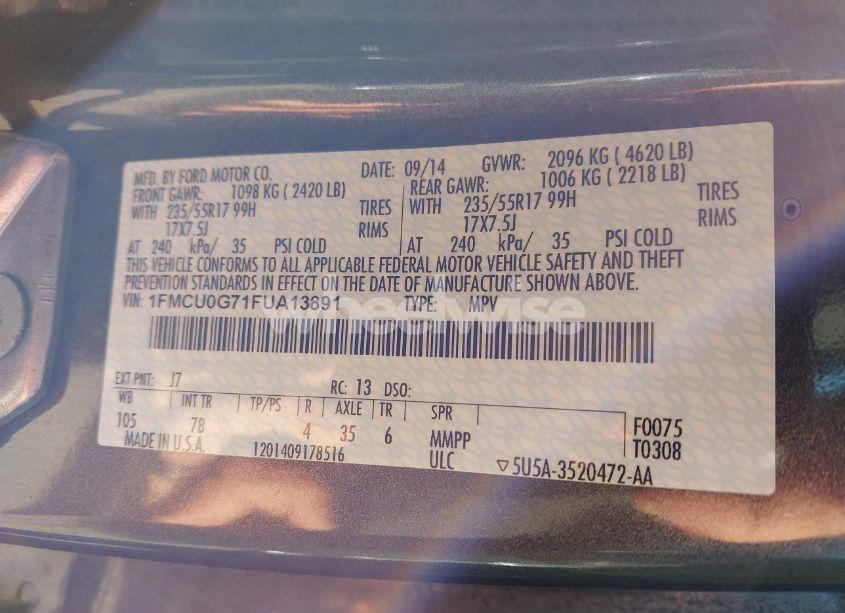 MFD. BY FORD MOTOR CO. DATE: 09/14 GVWR: 2096 KG ( 4620 LB)
FRONT GAWR: 1098 KG ( 2420 LB) REAR GAWR: 1006 KG ( 2218 LB)
WITH 235/55R17 99H TIRES WITH 235/55R17 99H TIRES
17X7.5J RIMS 17X7.5J RIMS
AT 240 kPa/ 35 PSI COLD AT 240 kPa/ 35 PSI COLD
THIS VEHICLE CONFORMS TO ALL APPLICABLE FEDERAL MOTOR VEHICLE SAFETY AND THEFT
PREVENTION STANDARDS IN EFFECT ON THE DATE OF MANUFACTURE SHOWN ABOVE.
VIN: 1FMCU0G71FUA13891 TYPE: MPV
wheelwise
EXT PNT: J7 RC: 13 DSO:
WB INT TR TP/PS R AXLE TR SPR
105 7B 4 35 6 MMPP F0075
MADE IN U.S.A. 1201409178516 ULC T0308
▽5U5A-3520472-AA